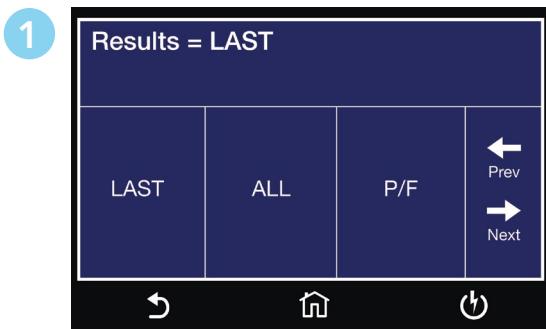 1
Results = LAST
LAST
ALL
P/F
Prev
Next